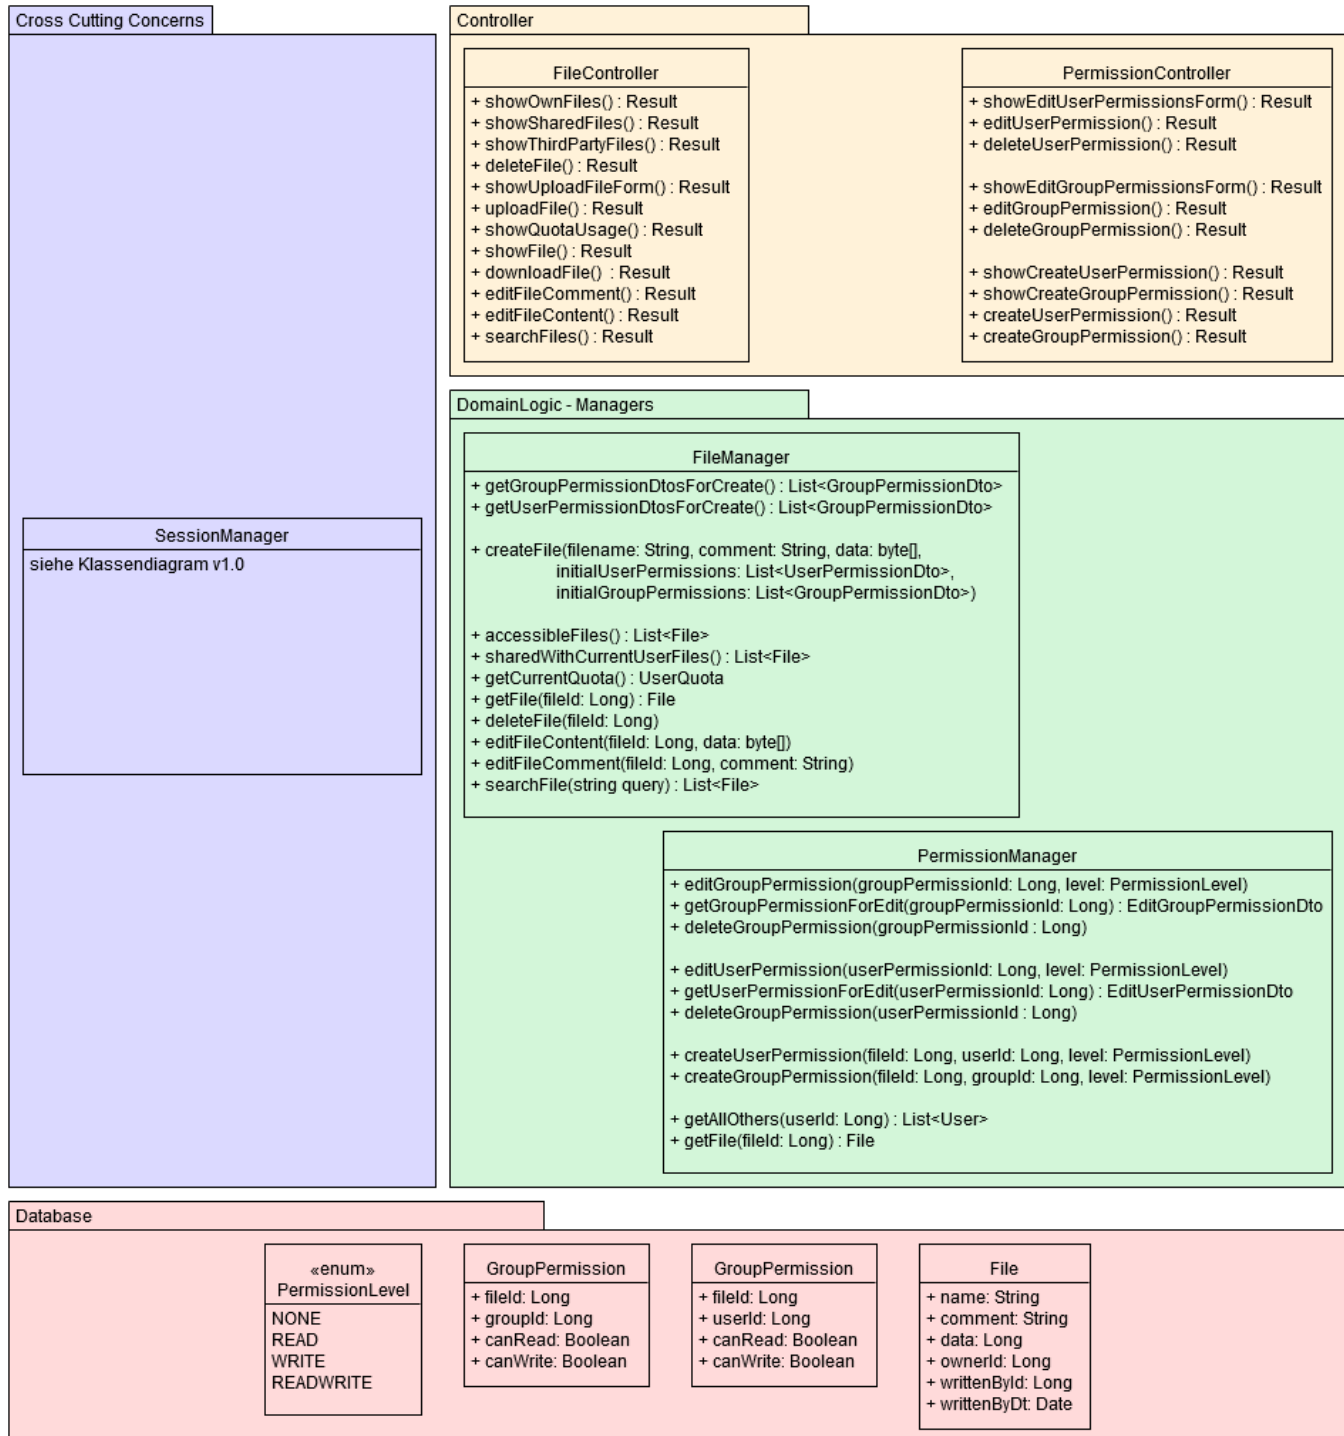 Cross Cutting Concerns
SessionManager
siehe Klassendiagram v1.0
Controller
FileController
+ showOwnFiles() : Result
+ showSharedFiles() : Result
+ showThirdPartyFiles() : Result
+ deleteFile() : Result
+ showUploadFileForm() : Result
+ uploadFile() : Result
+ showQuotaUsage() : Result
+ showFile() : Result
+ downloadFile() : Result
+ editFileComment() : Result
+ editFileContent() : Result
+ searchFiles() : Result
PermissionController
+ showEditUserPermissionsForm() : Result
+ editUserPermission() : Result
+ deleteUserPermission() : Result
+ showEditGroupPermissionsForm() : Result
+ editGroupPermission() : Result
+ deleteGroupPermission() : Result
+ showCreateUserPermission() : Result
+ showCreateGroupPermission() : Result
+ createUserPermission() : Result
+ createGroupPermission() : Result
DomainLogic - Managers
FileManager
+ getGroupPermissionDtosForCreate() : List<GroupPermissionDto>
+ getUserPermissionDtosForCreate() : List<GroupPermissionDto>
+ createFile(filename: String, comment: String, data: byte[],
initialUserPermissions: List<UserPermissionDto>,
initialGroupPermissions: List<GroupPermissionDto>)
+ accessibleFiles() : List<File>
+ sharedWithCurrentUserFiles() : List<File>
+ getCurrentQuota() : UserQuota
+ getFile(fileId: Long) : File
+ deleteFile(fileId: Long)
+ editFileContent(fileId: Long, data: byte[])
+ editFileComment(fileId: Long, comment: String)
+ searchFile(string query) : List<File>
PermissionManager
+ editGroupPermission(groupPermissionId: Long, level: PermissionLevel)
+ getGroupPermissionForEdit(groupPermissionId: Long) : EditGroupPermissionDto
+ deleteGroupPermission(groupPermissionId : Long)
+ editUserPermission(userPermissionId: Long, level: PermissionLevel)
+ getUserPermissionForEdit(userPermissionId: Long) : EditUserPermissionDto
+ deleteGroupPermission(userPermissionId : Long)
+ createUserPermission(fileId: Long, userId: Long, level: PermissionLevel)
+ createGroupPermission(fileId: Long, groupId: Long, level: PermissionLevel)
+ getAllOthers(userId: Long) : List<User>
+ getFile(fileId: Long) : File
Database
«enum»
PermissionLevel
NONE
READ
WRITE
READWRITE
GroupPermission
+ fileId: Long
+ groupId: Long
+ canRead: Boolean
+ canWrite: Boolean
GroupPermission
+ fileId: Long
+ userId: Long
+ canRead: Boolean
+ canWrite: Boolean
File
+ name: String
+ comment: String
+ data: Long
+ ownerId: Long
+ writtenById: Long
+ writtenByDt: Date